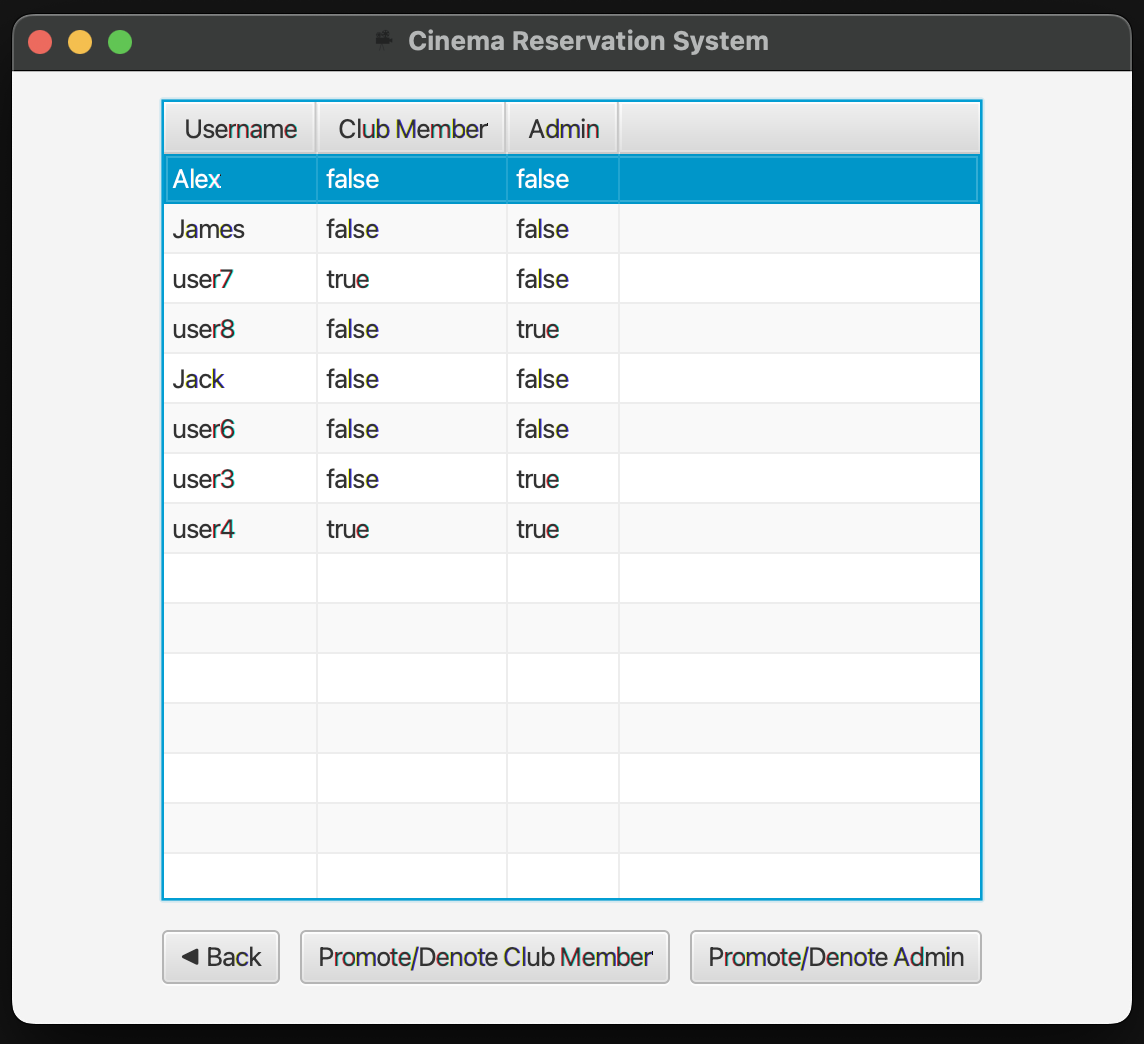 Cinema Reservation System
Username Club Member Admin
Alex false false
James false false
user7 true false
user8 false true
Jack false false
user6 false false
user3 false true
user4 true true
◀ Back Promote/Denote Club Member Promote/Denote Admin